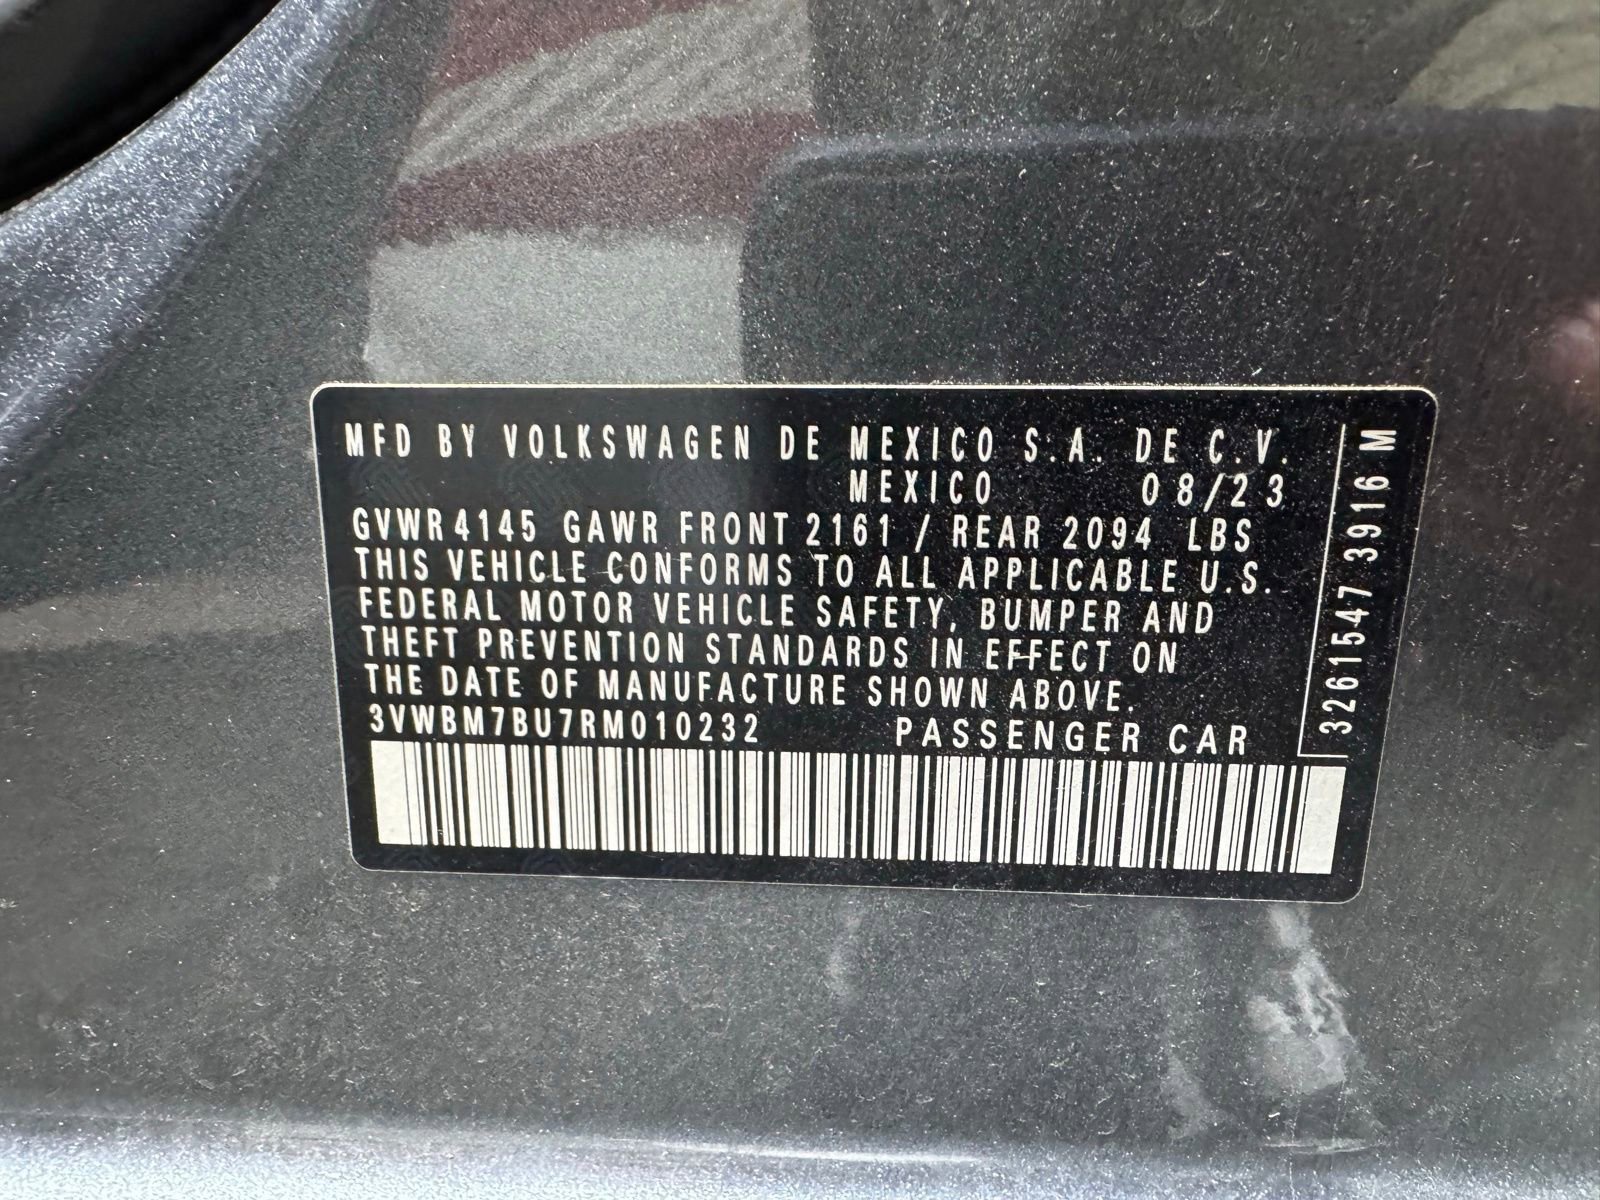 MFD BY VOLKSWAGEN DE MEXICO S.A. DE C.V.
MEXICO 08/23
GVWR 4145 GAWR FRONT 2161 / REAR 2094 LBS
THIS VEHICLE CONFORMS TO ALL APPLICABLE U.S.
FEDERAL MOTOR VEHICLE SAFETY, BUMPER AND
THEFT PREVENTION STANDARDS IN EFFECT ON
THE DATE OF MANUFACTURE SHOWN ABOVE.
3VWBM7BU7RM010232 PASSENGER CAR
3261547 3916 M